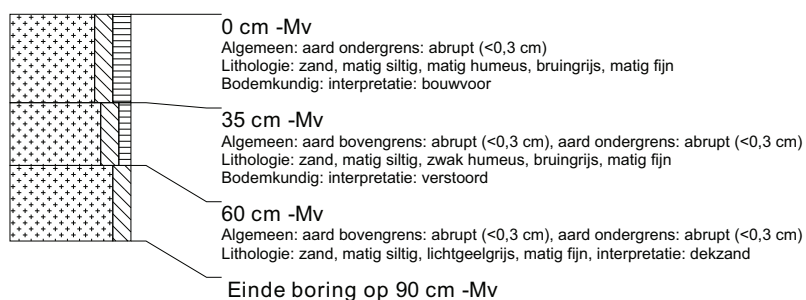 0 cm -Mv
Algemeen: aard ondergrens: abrupt (<0,3 cm)
Lithologie: zand, matig siltig, matig humeus, bruingrijs, matig fijn
Bodemkundig: interpretatie: bouwvoor
35 cm -Mv
Algemeen: aard bovengrens: abrupt (<0,3 cm), aard ondergrens: abrupt (<0,3 cm)
Lithologie: zand, matig siltig, zwak humeus, bruingrijs, matig fijn
Bodemkundig: interpretatie: verstoord
60 cm -Mv
Algemeen: aard bovengrens: abrupt (<0,3 cm), aard ondergrens: abrupt (<0,3 cm)
Lithologie: zand, matig siltig, lichtgeelgrijs, matig fijn, interpretatie: dekzand
Einde boring op 90 cm -Mv